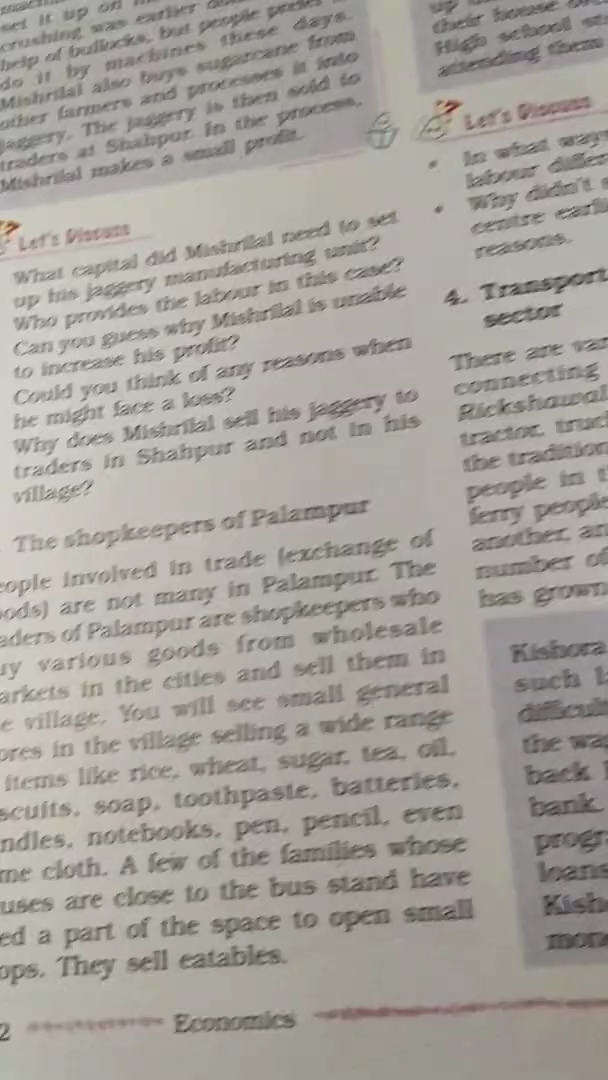 set it up on
crushing was earlier
help of bullocks, but people prefer
do it by machines these days.
Mishrilal also buys sugarcane from
other farmers and processes it into
jaggery. The jaggery is then sold to
traders at Shahpur. In the process,
Mishrilal makes a small profit.
Let's Discuss
What capital did Mishrilal need to set
up his jaggery manufacturing unit?
Who provides the labour in this case?
Can you guess why Mishrilal is unable
to increase his profit?
Could you think of any reasons when
he might face a loss?
Why does Mishrilal sell his jaggery to
traders in Shahpur and not in his
village?
The shopkeepers of Palampur
eople involved in trade (exchange of
oods) are not many in Palampur. The
aders of Palampur are shopkeepers who
uy various goods from wholesale
arkets in the cities and sell them in
e village. You will see small general
ores in the village selling a wide range
items like rice, wheat, sugar, tea, oil,
scuits, soap, toothpaste, batteries,
ndles, notebooks, pen, pencil, even
me cloth. A few of the families whose
uses are close to the bus stand have
ed a part of the space to open small
ops. They sell eatables.
2
Economics
up
their house
High school
attending them
Let's Discuss
• In what ways
labour
• Why didn't
centre
reasons.
4. Transport
sector
There are
connecting
tractor,
the
people in
ferry people
another,
number of
has grown
Kishora
such
the
back
bank.
loans